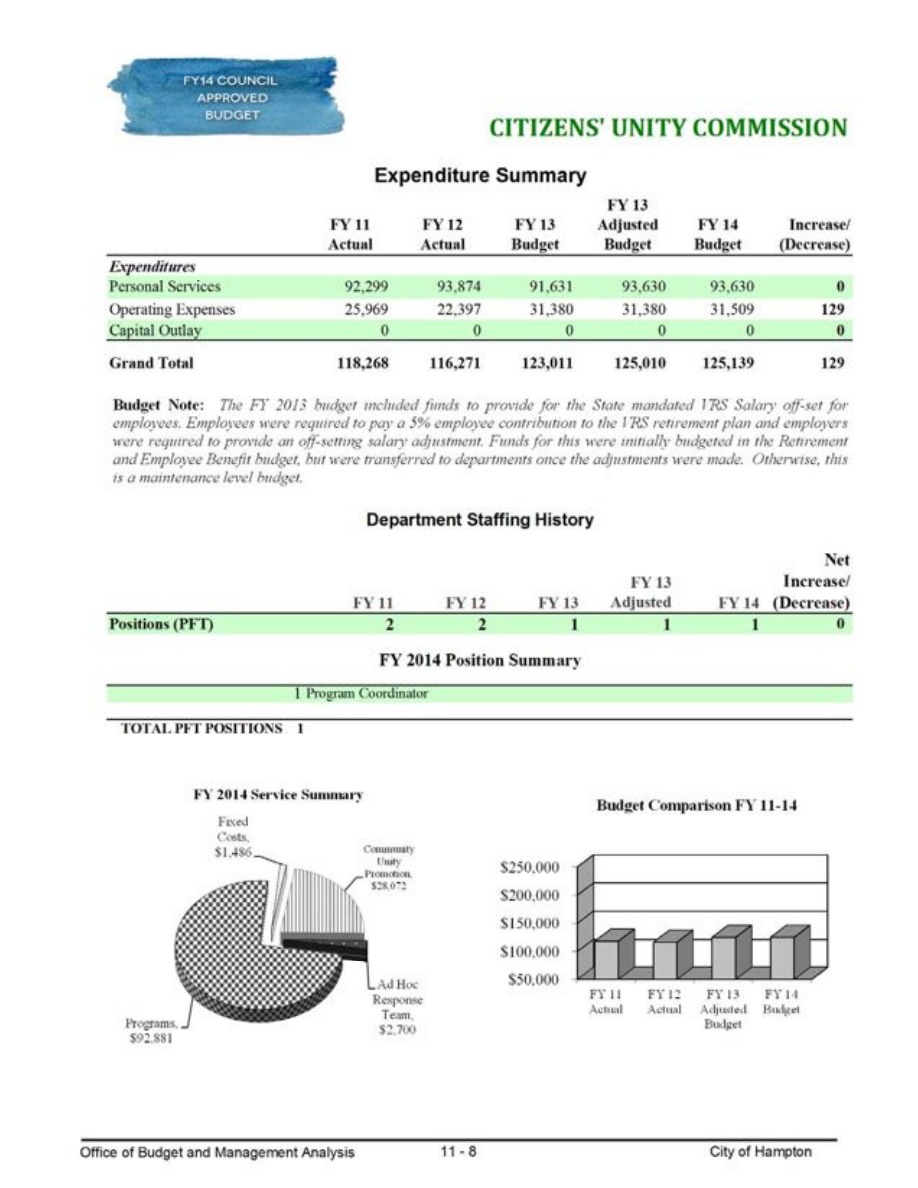 FY14 COUNCIL
APPROVED
BUDGET
CITIZENS' UNITY COMMISSION
Expenditure Summary
FY 11 Actual FY 12 Actual FY 13 Budget FY 13 Adjusted Budget FY 14 Budget Increase/ (Decrease)
Expenditures
Personal Services 92,299 93,874 91,631 93,630 93,630 0
Operating Expenses 25,969 22,397 31,380 31,380 31,509 129
Capital Outlay 0 0 0 0 0 0
Grand Total 118,268 116,271 123,011 125,010 125,139 129
Budget Note: The FY 2013 budget included funds to provide for the State mandated VRS Salary off-set for
employees. Employees were required to pay a 5% employee contribution to the VRS retirement plan and employers
were required to provide an off-setting salary adjustment. Funds for this were initially budgeted in the Retirement
and Employee Benefit budget, but were transferred to departments once the adjustments were made. Otherwise, this
is a maintenance level budget.
Department Staffing History
FY 11 FY 12 FY 13 FY 13 Adjusted FY 14 Net Increase/ (Decrease)
Positions (PFT) 2 2 1 1 1 0
FY 2014 Position Summary
1 Program Coordinator
TOTAL PFT POSITIONS 1
FY 2014 Service Summary
Fixed
Costs,
$1,486
Community
Unity
Promotion,
$28,072
Ad Hoc
Response
Team,
$2,700
Programs,
$92,881
Budget Comparison FY 11-14
$250,000
$200,000
$150,000
$100,000
$50,000
FY 11 Actual
FY 12 Actual
FY 13 Adjusted Budget
FY 14 Budget
Office of Budget and Management Analysis 11 - 8 City of Hampton